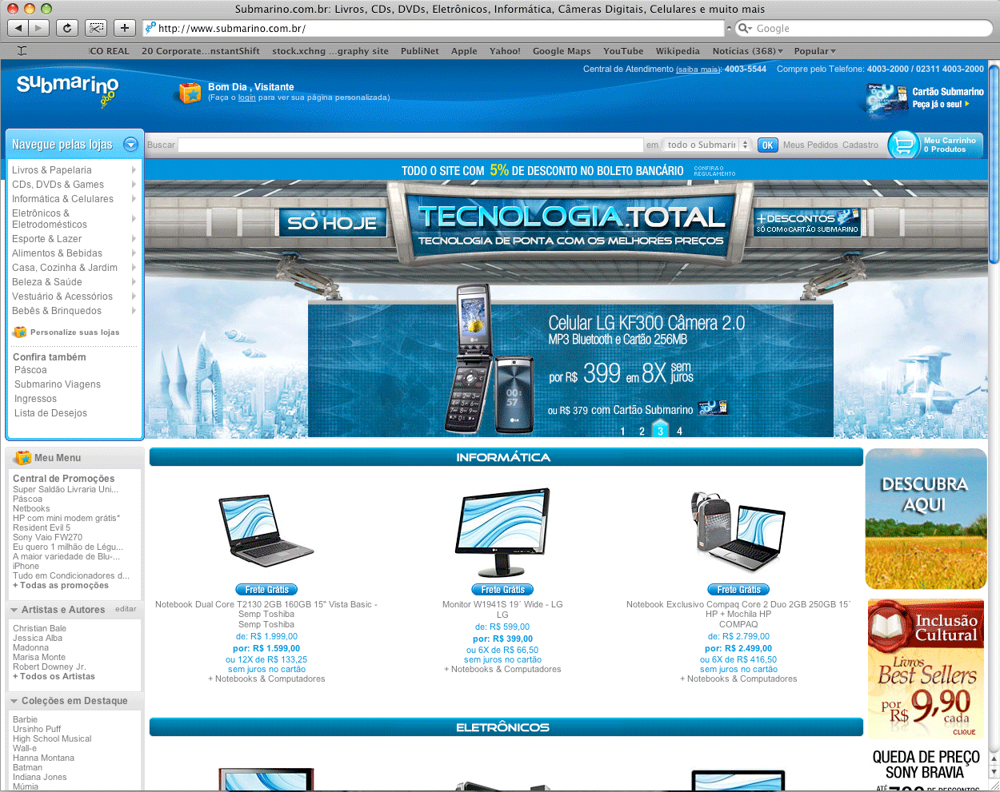 Submarino.com.br: Livros, CDs, DVDs, Eletrônicos, Informática, Câmeras Digitais, Celulares e muito mais
http://www.submarino.com.br/
Google
CO REAL 20 Corporate...nstantShift stock.xchng ...graphy site PubliNet Apple Yahoo! Google Maps YouTube Wikipedia Notícias (368) Popular
Central de Atendimento (saiba mais): 4003-5544 Compre pelo Telefone: 4003-2000 / 02311 4003-2000
Submarino
Bom Dia , Visitante
(Faça o login para ver sua página personalizada)
Cartão Submarino
Peça já o seu!
Navegue pelas lojas
Buscar
em
todo o Submari
OK
Meus Pedidos Cadastro
Meu Carrinho
0 Produtos
Livros & Papelaria
CDs, DVDs & Games
Informática & Celulares
Eletrônicos &
Eletrodomésticos
Esporte & Lazer
Alimentos & Bebidas
Casa, Cozinha & Jardim
Beleza & Saúde
Vestuário & Acessórios
Bebês & Brinquedos
Personalize suas lojas
Confira também
Páscoa
Submarino Viagens
Ingressos
Lista de Desejos
TODO O SITE COM 5% DE DESCONTO NO BOLETO BANCÁRIO
CONFIRA O
REGULAMENTO
SÓ HOJE
TECNOLOGIA.TOTAL
TECNOLOGIA DE PONTA COM OS MELHORES PREÇOS
+DESCONTOS
SÓ COM O CARTÃO SUBMARINO
Celular LG KF300 Câmera 2.0
MP3 Bluetooth e Cartão 256MB
por R$ 399 em 8X sem juros
ou R$ 379 com Cartão Submarino
1 2 3 4
00:
57
LG
Meu Menu
Central de Promoções
Super Saldão Livraria Uni...
Páscoa
Netbooks
HP com mini modem grátis*
Resident Evil 5
Sony Vaio FW270
Eu quero 1 milhão de Légu...
A maior variedade de Blu-...
iPhone
Tudo em Condicionadores d...
+ Todas as promoções
Artistas e Autores editar
Christian Bale
Jessica Alba
Madonna
Marisa Monte
Robert Downey Jr.
+ Todos os Artistas
Coleções em Destaque
Barbie
Ursinho Puff
High School Musical
Wall-e
Hanna Montana
Batman
Indiana Jones
Múmia
INFORMÁTICA
Frete Grátis
Notebook Dual Core T2130 2GB 160GB 15" Vista Basic -
Semp Toshiba
Semp Toshiba
de: R$ 1.999,00
por: R$ 1.599,00
ou 12X de R$ 133,25
sem juros no cartão
+ Notebooks & Computadores
Frete Grátis
Monitor W1941S 19´ Wide - LG
LG
de: R$ 599,00
por: R$ 399,00
ou 6X de R$ 66,50
sem juros no cartão
+ Notebooks & Computadores
Frete Grátis
Notebook Exclusivo Compaq Core 2 Duo 2GB 250GB 15´
HP + Mochila HP
COMPAQ
de: R$ 2.799,00
por: R$ 2.499,00
ou 6X de R$ 416,50
sem juros no cartão
+ Notebooks & Computadores
ELETRÔNICOS
DESCUBRA
AQUI
Inclusão
Cultural
Livros
Best Sellers
por R$ 9,90 cada
CLIQUE
QUEDA DE PREÇO
SONY BRAVIA